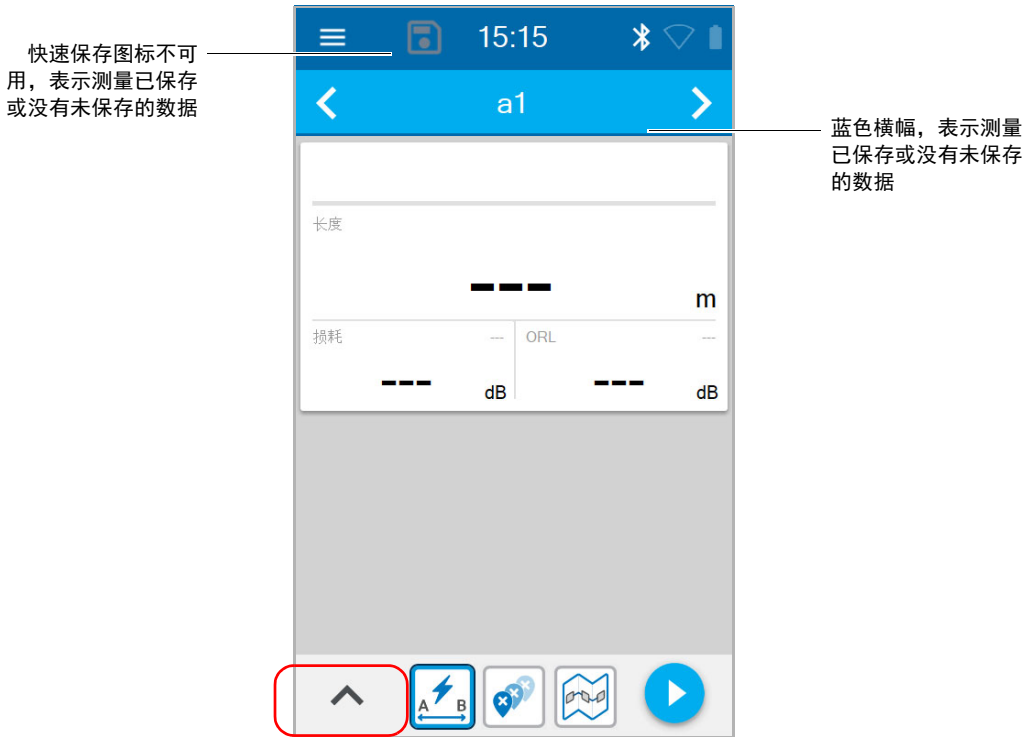 快速保存图标不可
用，表示测量已保存
或没有未保存的数据
15:15
a1
蓝色横幅，表示测量
已保存或没有未保存
的数据
长度
--- m
损耗 --- ORL ---
--- dB --- dB
A B